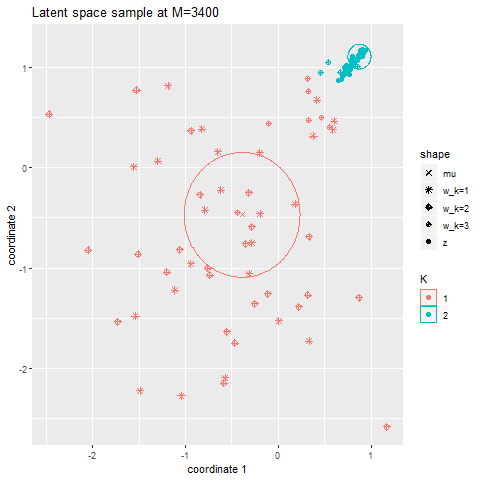 Latent space sample at M=3400
1
0
-1
-2
coordinate 2
-2
-1
0
1
coordinate 1
shape
mu
w_k=1
w_k=2
w_k=3
z
K
1
2